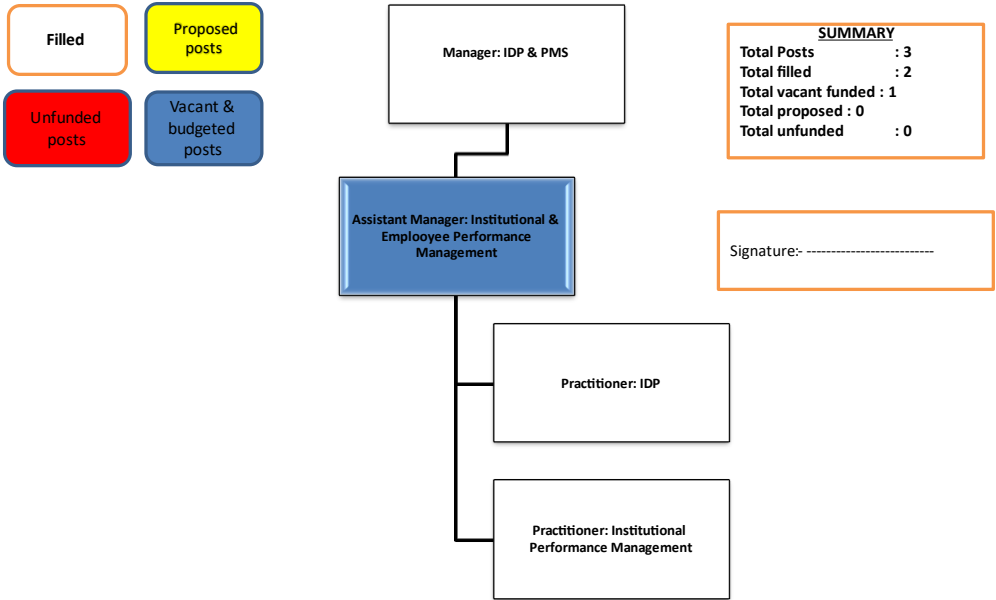 Filled
Proposed
posts
Unfunded
posts
Vacant &
budgeted
posts
Manager: IDP & PMS
SUMMARY
Total Posts : 3
Total filled : 2
Total vacant funded : 1
Total proposed : 0
Total unfunded : 0
Assistant Manager: Institutional &
Emplooyee Performance
Management
Signature:- --------------------------
Practitioner: IDP
Practitioner: Institutional
Performance Management